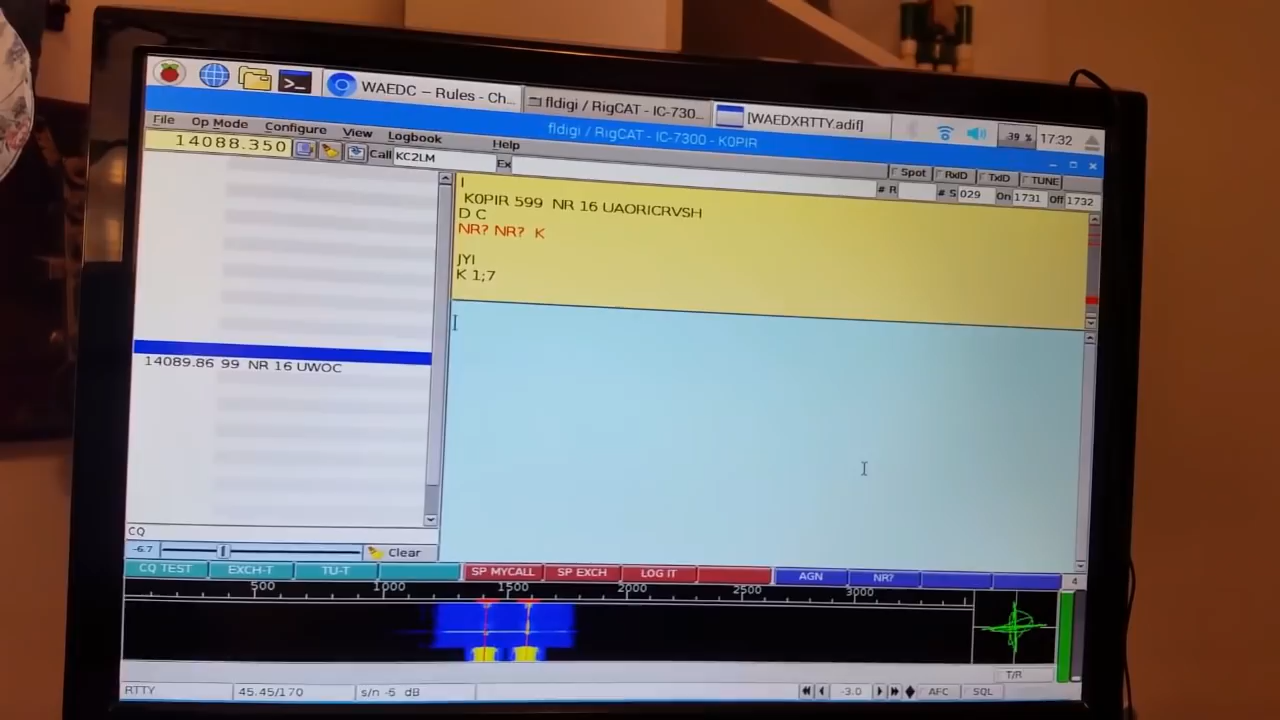 WAEDC – Rules - Ch...
fldigi / RigCAT - IC-730...
[WAEDXRTTY.adif]
39 %
17:32
fldigi / RigCAT - IC-7300 - K0PIR
File Op Mode Configure View Logbook Help
14088.350
Call KC2LM
Ex
# R
# S 029
On 1731
Off 1732
Spot RxID TxID TUNE
I
K0PIR 599 NR 16 UAORICRVSH
D C
NR? NR? K
JYI
K 1;7
14089.86 99 NR 16 UWOC
CQ
-6.7
Clear
CQ TEST EXCH-T TU-T SP MYCALL SP EXCH LOG IT AGN NR? 4
500 1000 1500 2000 2500 3000
T/R
RTTY 45.45/170 s/n -5 dB -3.0 AFC SQL